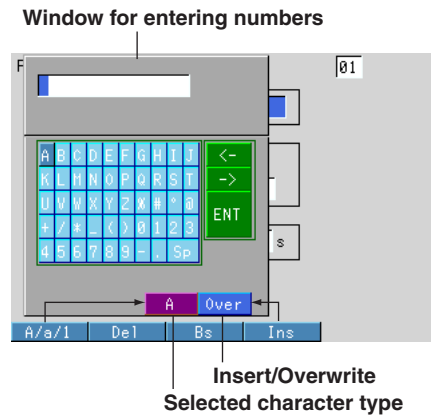 Window for entering numbers
F
01
A B C D E F G H I J
<-
K L M N O P Q R S T
->
U V W X Y Z % # ° @
ENT
+ / * _ ( ) 0 1 2 3
s
4 5 6 7 8 9 - . Sp
A Over
A/a/1 Del Bs Ins
Insert/Overwrite
Selected character type